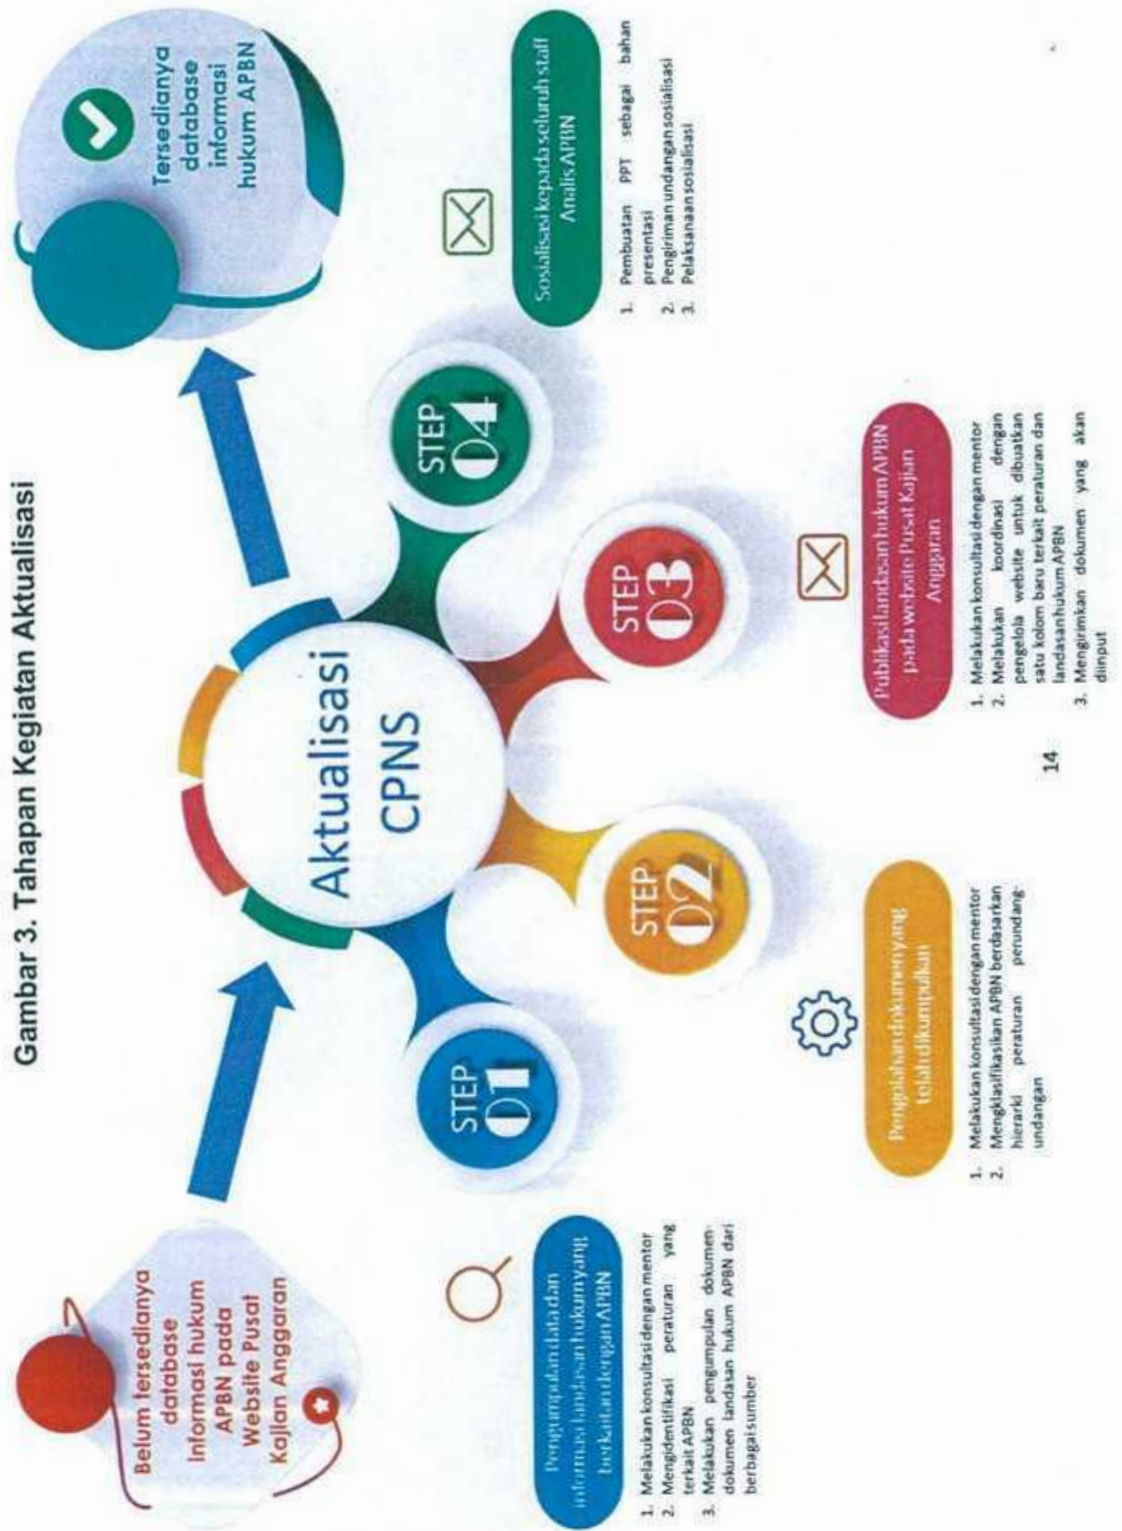 Gambar 3. Tahapan Kegiatan Aktualisasi
Belum tersedianya
database
Informasi hukum
APBN pada
Website Pusat
Kajian Anggaran
Aktualisasi
CPNS
Tersedianya
database
informasi
hukum APBN
STEP
01
STEP
02
STEP
03
STEP
04
Pengumpulan data dan
informasi landasan hukum yang
berkaitan dengan APBN
1. Melakukan konsultasi dengan mentor
2. Mengidentifikasi peraturan yang
terkait APBN
3. Melakukan pengumpulan dokumen-
dokumen landasan hukum APBN dari
berbagai sumber
Pengolahan dokumen yang
telah dikumpulkan
1. Melakukan konsultasi dengan mentor
2. Mengklasifikasikan APBN berdasarkan
hierarki peraturan perundang-
undangan
Publikasi landasan hukum APBN
pada website Pusat Kajian
Anggaran
1. Melakukan konsultasi dengan mentor
2. Melakukan koordinasi dengan
pengelola website untuk dibuatkan
satu kolom baru terkait peraturan dan
landasan hukum APBN
3. Mengirimkan dokumen yang akan
diinput
Sosialisasi kepada seluruh staff
Analis APBN
1. Pembuatan PPT sebagai bahan
presentasi
2. Pengiriman undangan sosialisasi
3. Pelaksanaan sosialisasi
14